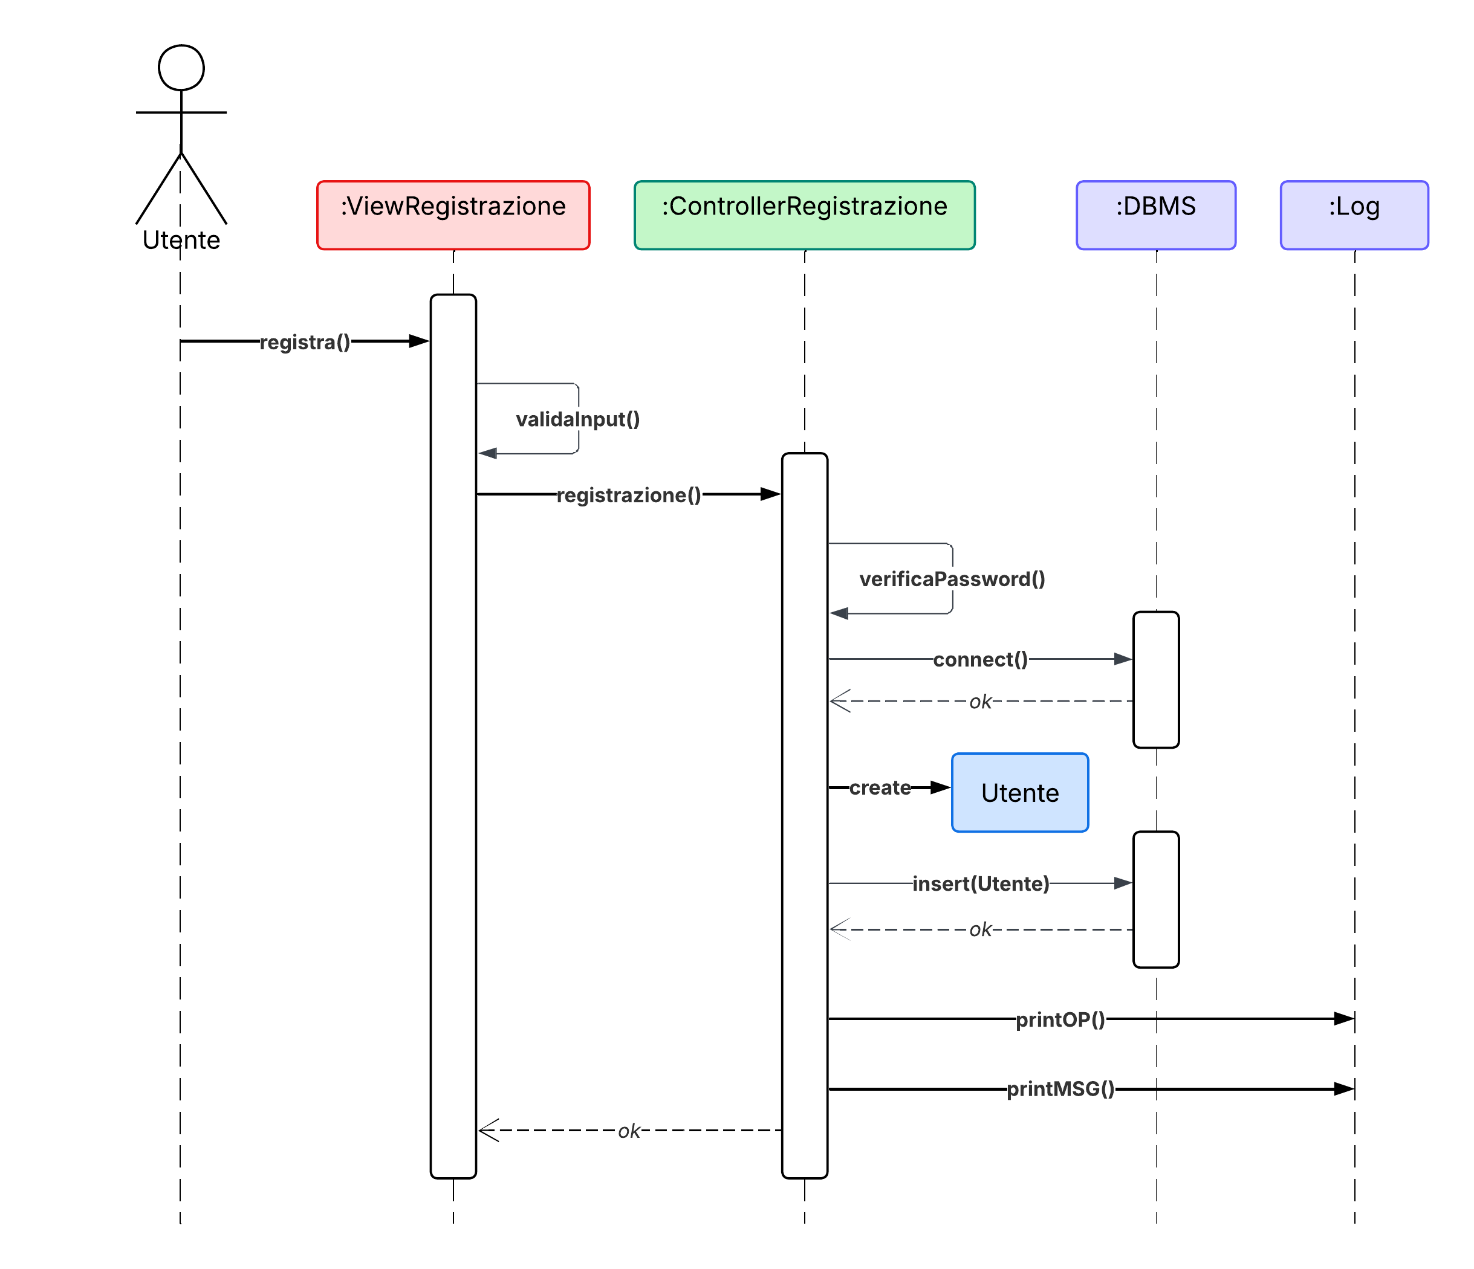 :ViewRegistrazione
:ControllerRegistrazione
:DBMS
:Log
Utente
registra()
validaInput()
registrazione()
verificaPassword()
connect()
ok
create
Utente
insert(Utente)
ok
printOP()
printMSG()
ok